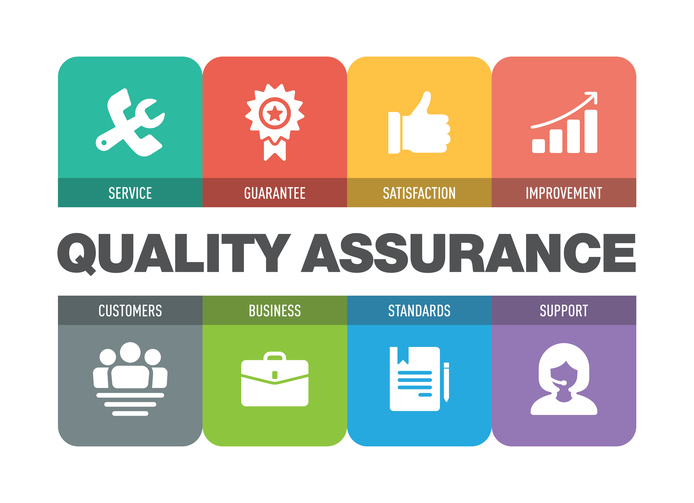 SERVICE GUARANTEE SATISFACTION IMPROVEMENT
QUALITY ASSURANCE
CUSTOMERS BUSINESS STANDARDS SUPPORT